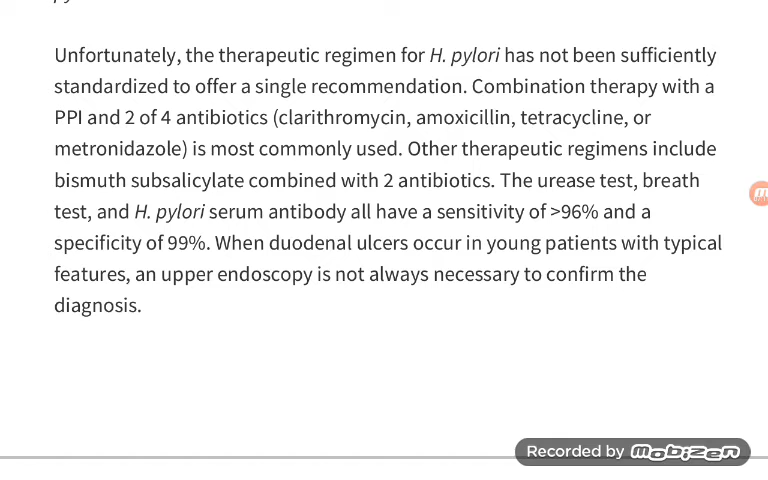 Unfortunately, the therapeutic regimen for H. pylori has not been sufficiently
standardized to offer a single recommendation. Combination therapy with a
PPI and 2 of 4 antibiotics (clarithromycin, amoxicillin, tetracycline, or
metronidazole) is most commonly used. Other therapeutic regimens include
bismuth subsalicylate combined with 2 antibiotics. The urease test, breath
test, and H. pylori serum antibody all have a sensitivity of >96% and a
specificity of 99%. When duodenal ulcers occur in young patients with typical
features, an upper endoscopy is not always necessary to confirm the
diagnosis.
Recorded by mobizen